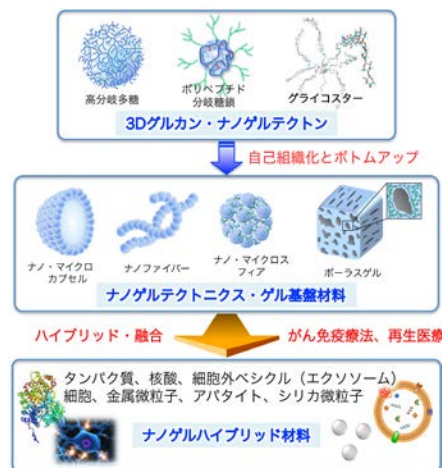 高分岐多糖
ポリペプチド
分岐糖鎖
グライコスター
3Dグルカン・ナノゲルテクトン
自己組織化とボトムアップ
ナノ・マイクロ
カプセル
ナノファイバー
ナノ・マイクロス
フィア
ポーラスゲル
ナノゲルテクトニクス・ゲル基盤材料
ハイブリッド・融合
がん免疫療法、再生医療
タンパク質、核酸、細胞外ベシクル（エクソソーム）
細胞、金属微粒子、アパタイト、シリカ微粒子
ナノゲルハイブリッド材料